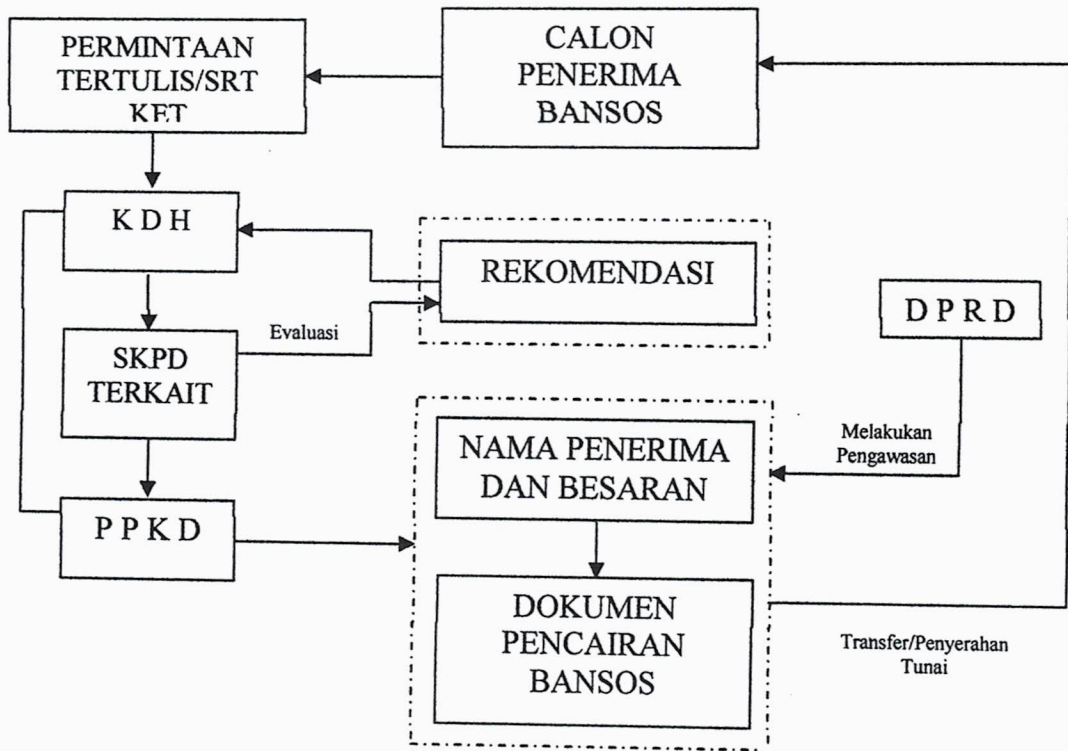 PERMINTAAN
TERTULIS/SRT
KET
CALON
PENERIMA
BANSOS
K D H
REKOMENDASI
D P R D
Evaluasi
SKPD
TERKAIT
NAMA PENERIMA
DAN BESARAN
Melakukan
Pengawasan
P P K D
DOKUMEN
PENCAIRAN
BANSOS
Transfer/Penyerahan
Tunai